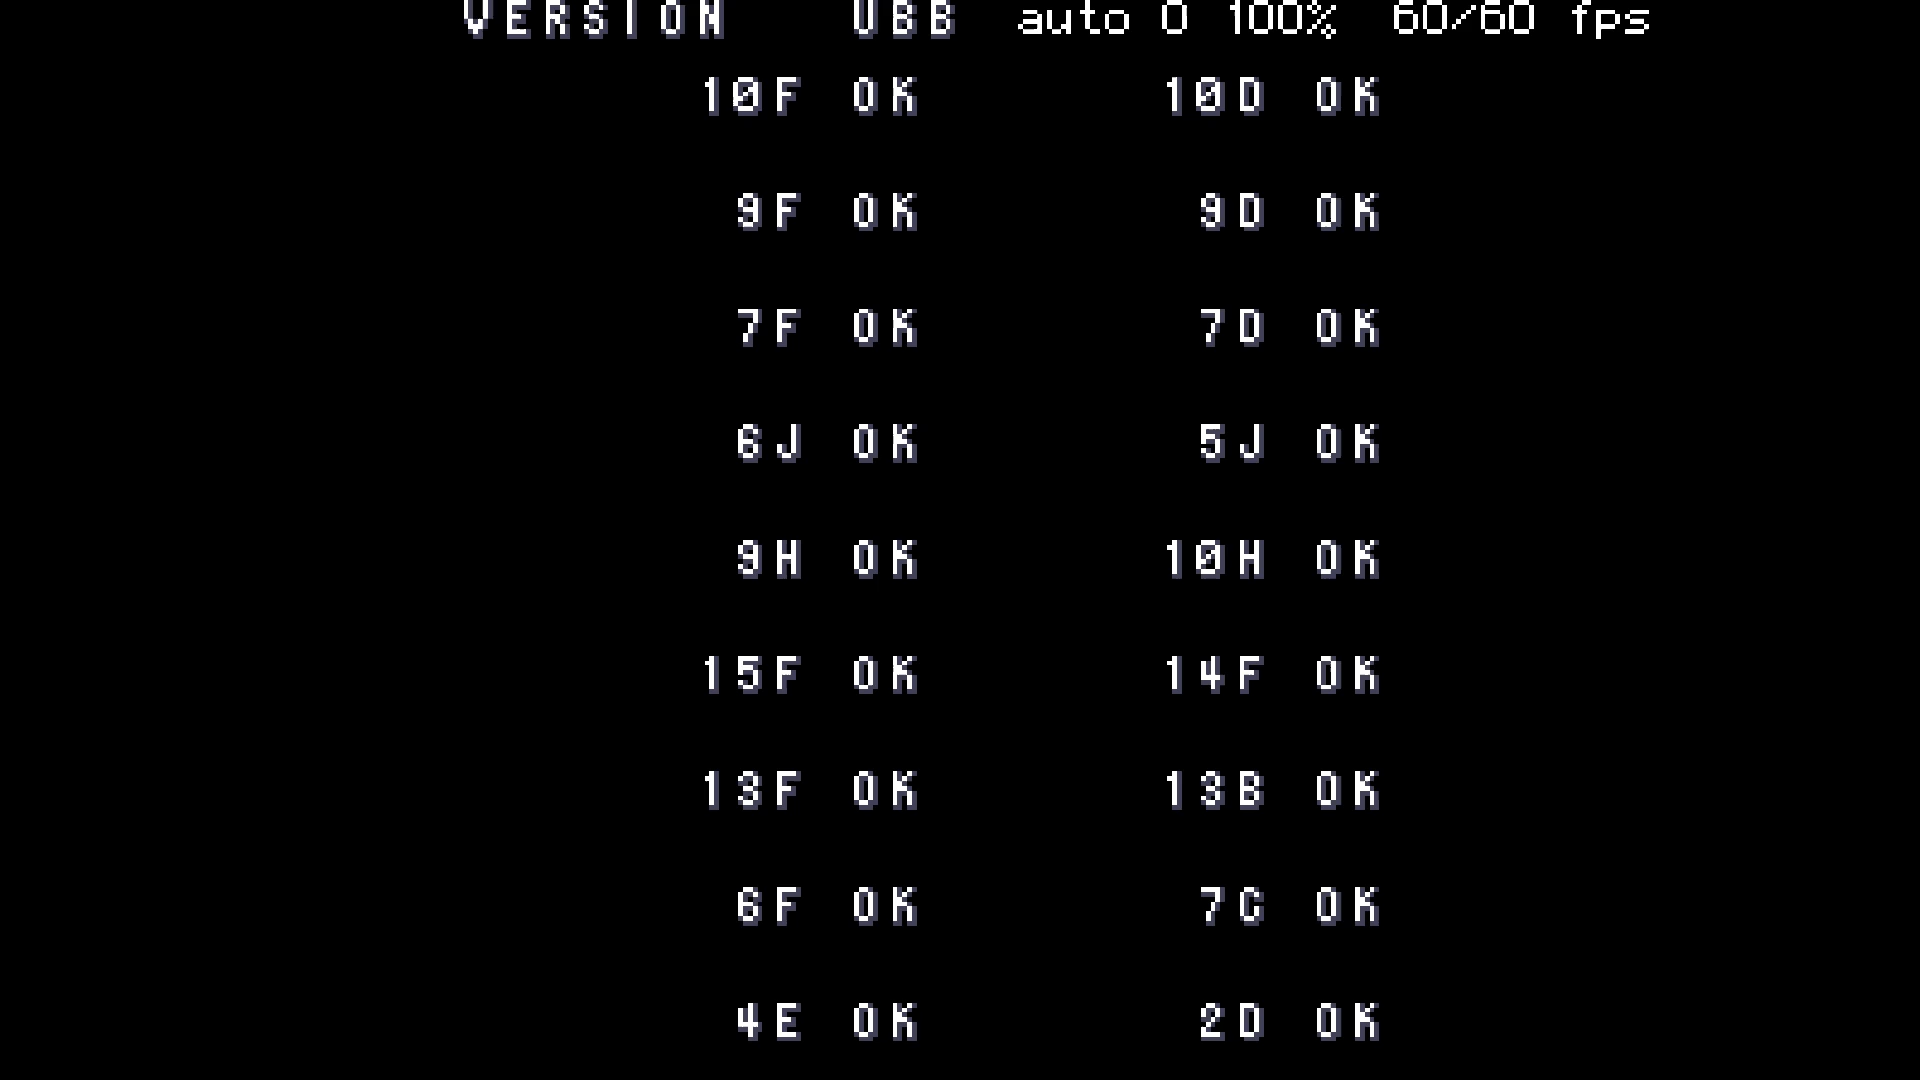 VERSION UBB auto 0 100% 60/60 fps
10F OK 10D OK
9F OK 9D OK
7F OK 7D OK
6J OK 5J OK
9H OK 10H OK
15F OK 14F OK
13F OK 13B OK
6F OK 7G OK
4E OK 2D OK